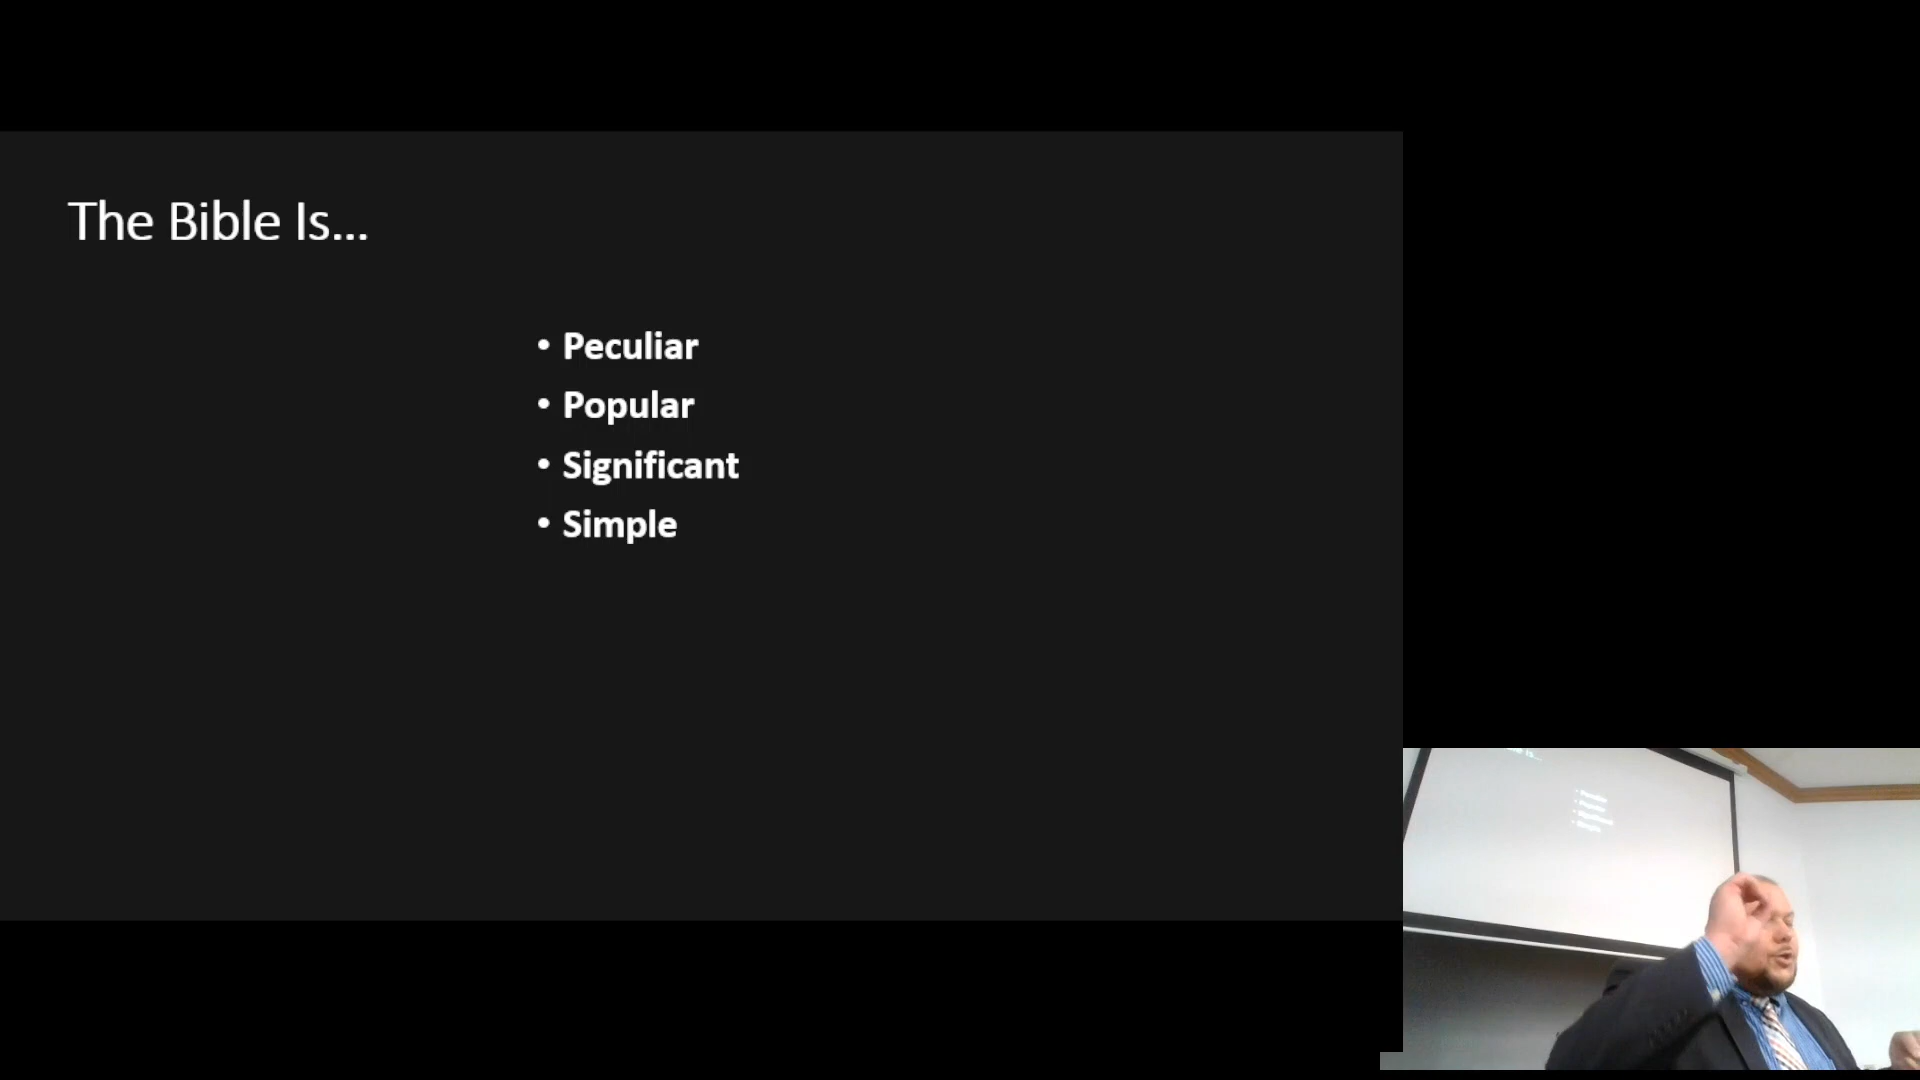 The Bible Is...
• Peculiar
• Popular
• Significant
• Simple